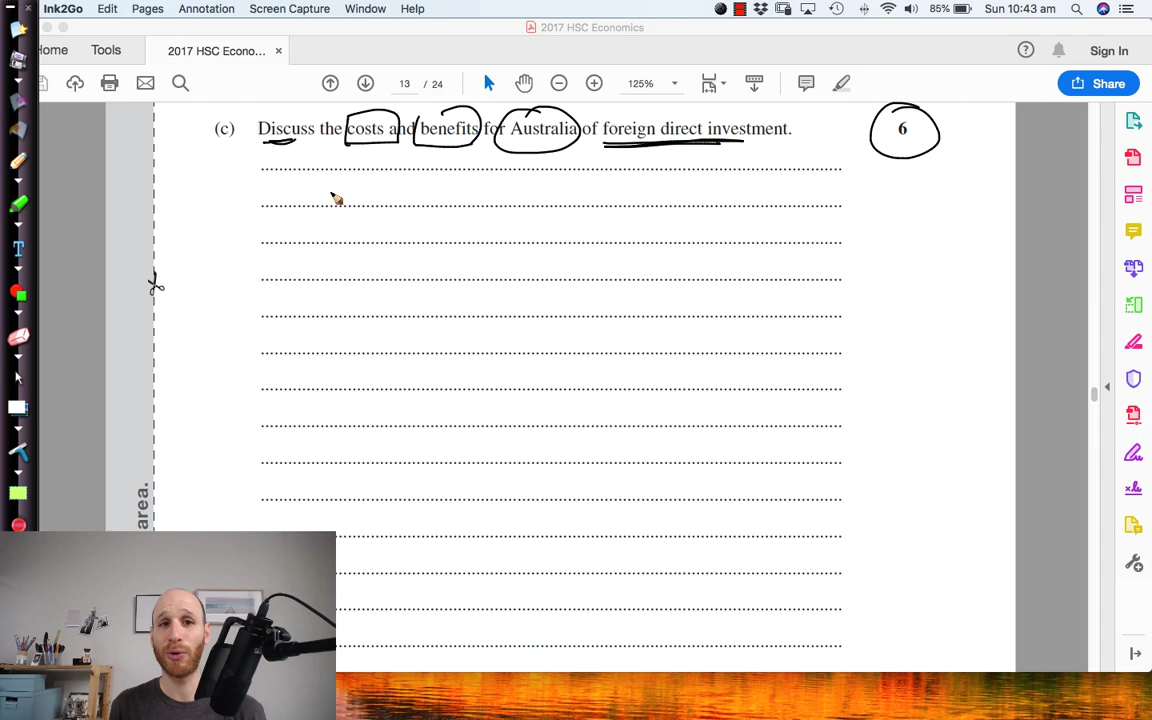 Ink2Go Edit Pages Annotation Screen Capture Window Help 85% Sun 10:43 am
2017 HSC Economics
Home Tools 2017 HSC Econo... × Sign In
13 / 24 125% Share
(c) Discuss the costs and benefits for Australia of foreign direct investment. 6
area.